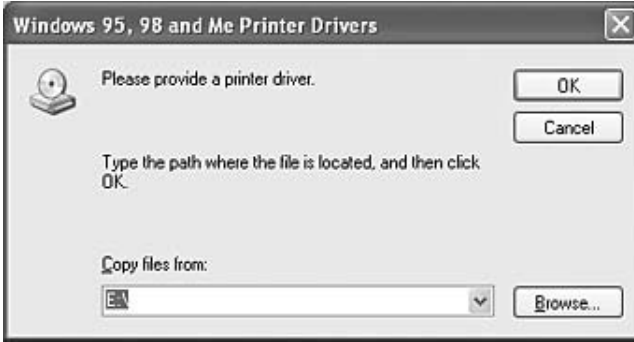 Windows 95, 98 and Me Printer Drivers
Please provide a printer driver.
OK
Cancel
Type the path where the file is located, and then click
OK.
Copy files from:
E:\
Browse...